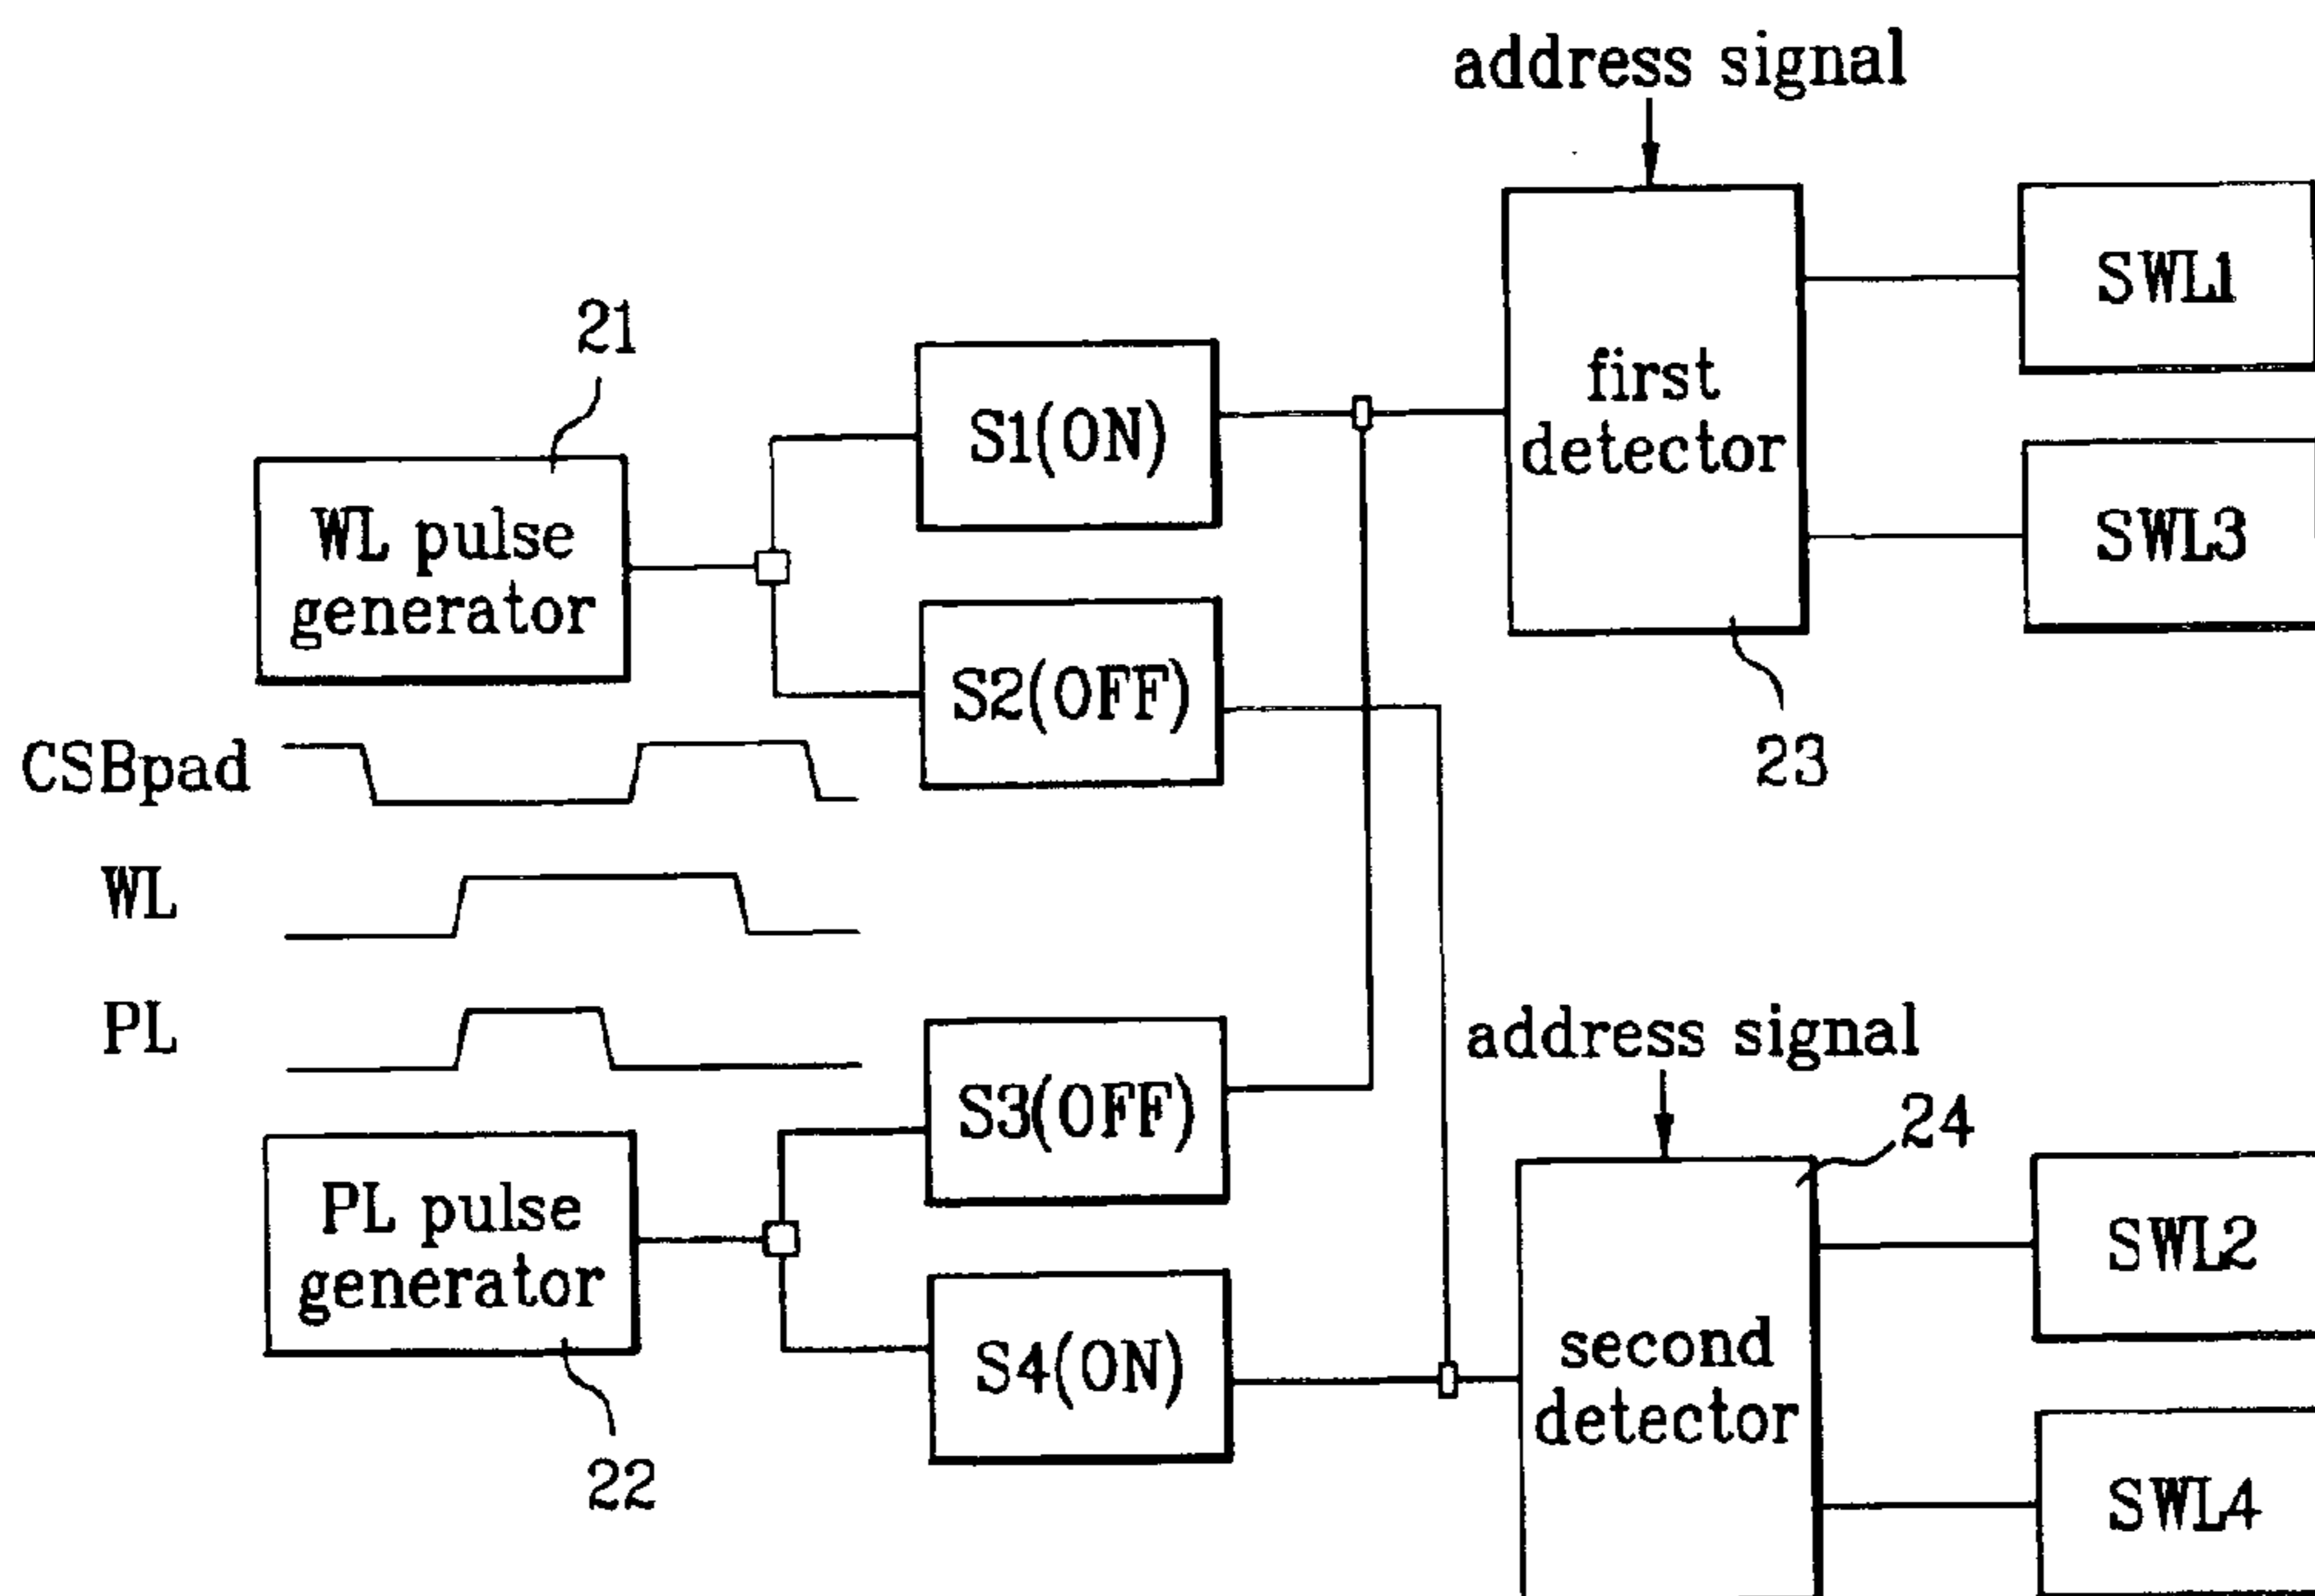 address signal
21
WL pulse
generator
S1(ON)
S2(OFF)
first
detector
SWL1
SWL3
23
CSBpad
WL
PL
PL pulse
generator
22
S3(OFF)
S4(ON)
address signal
24
second
detector
SWL2
SWL4